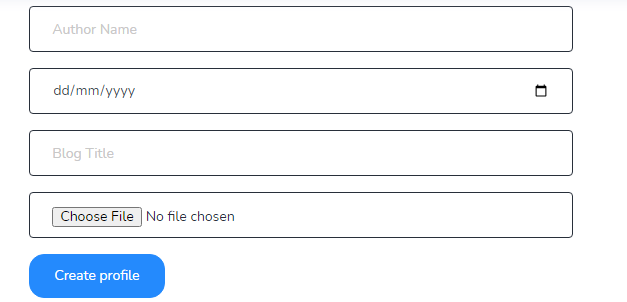 Author Name
dd/mm/yyyy
Blog Title
Choose File No file chosen
Create profile